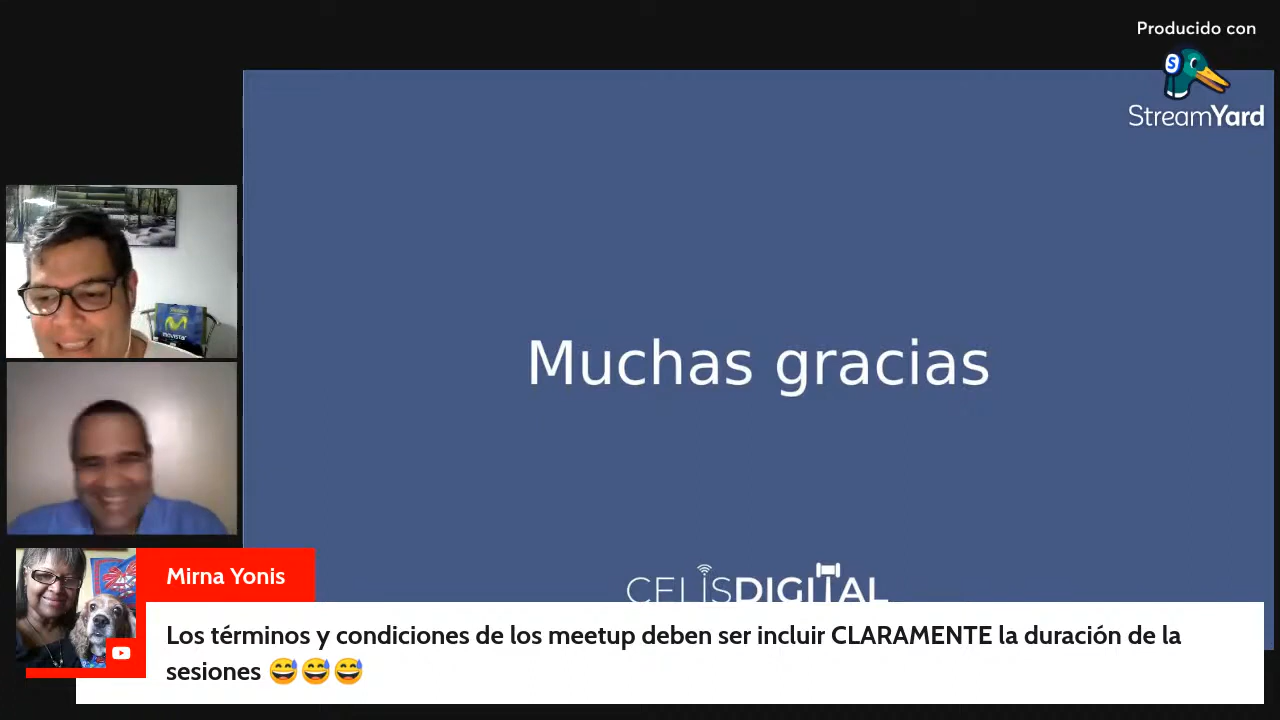 Producido con
StreamYard
movistar
Muchas gracias
CELISDIGITAL
Mirna Yonis
Los términos y condiciones de los meetup deben ser incluir CLARAMENTE la duración de la
sesiones 😅😅😅